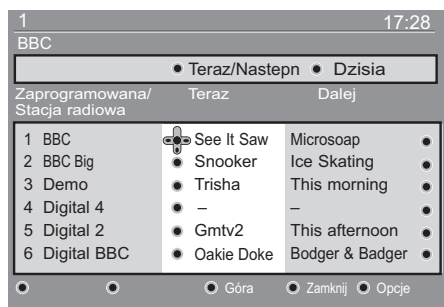 1 17:28
BBC
Teraz/Nastepn Dzisia
Zaprogramowana/ Teraz Dalej
Stacja radiowa
1 BBC See It Saw Microsoap
2 BBC Big Snooker Ice Skating
3 Demo Trisha This morning
4 Digital 4 – –
5 Digital 2 Gmtv2 This afternoon
6 Digital BBC Oakie Doke Bodger & Badger
Góra Zamknij Opcje